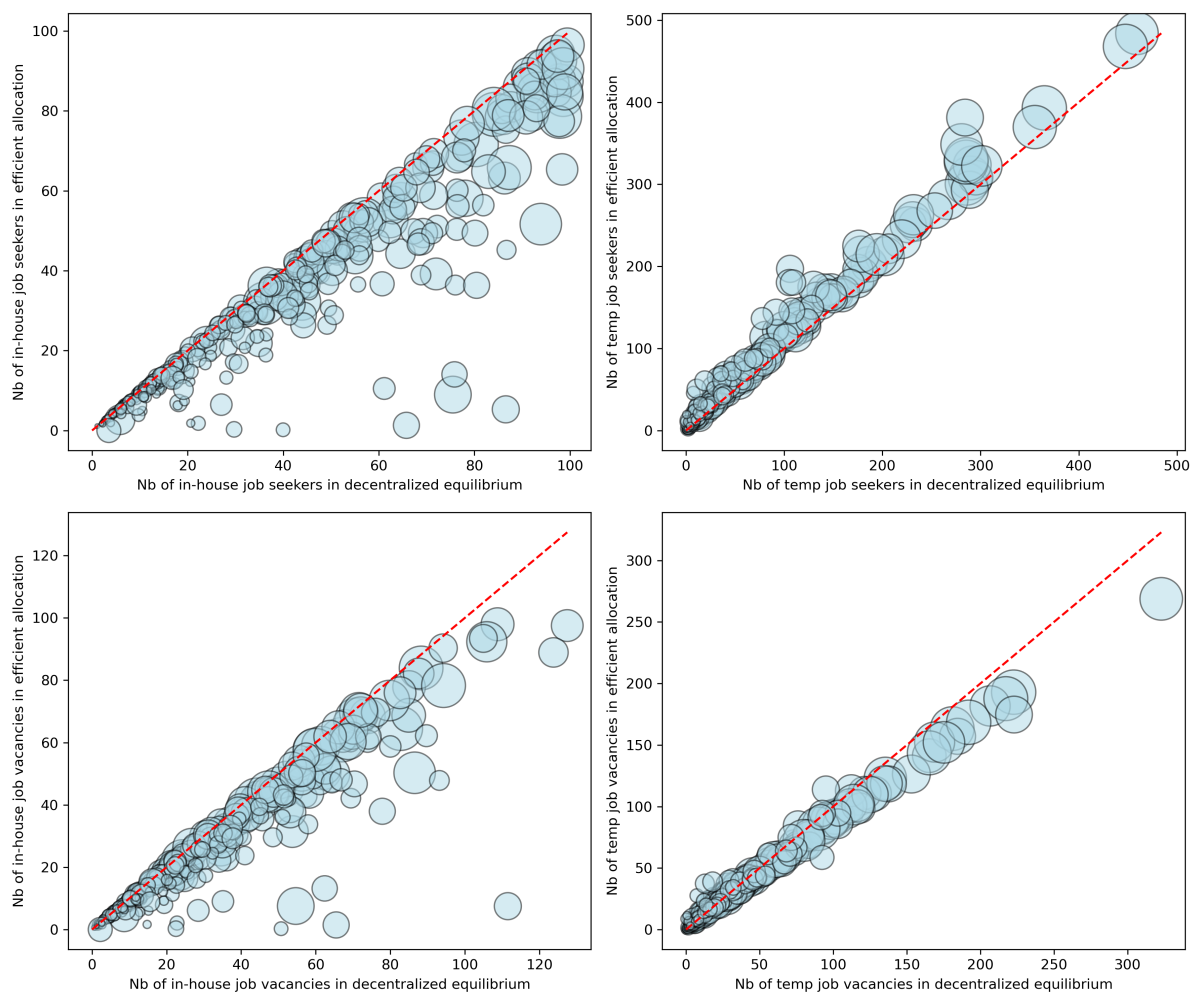 Nb of in-house job seekers in efficient allocation
100
80
60
40
20
0
0 20 40 60 80 100
Nb of in-house job seekers in decentralized equilibrium
Nb of temp job seekers in efficient allocation
500
400
300
200
100
0
0 100 200 300 400 500
Nb of temp job seekers in decentralized equilibrium
Nb of in-house job vacancies in efficient allocation
120
100
80
60
40
20
0
0 20 40 60 80 100 120
Nb of in-house job vacancies in decentralized equilibrium
Nb of temp job vacancies in efficient allocation
300
250
200
150
100
50
0
0 50 100 150 200 250 300
Nb of temp job vacancies in decentralized equilibrium